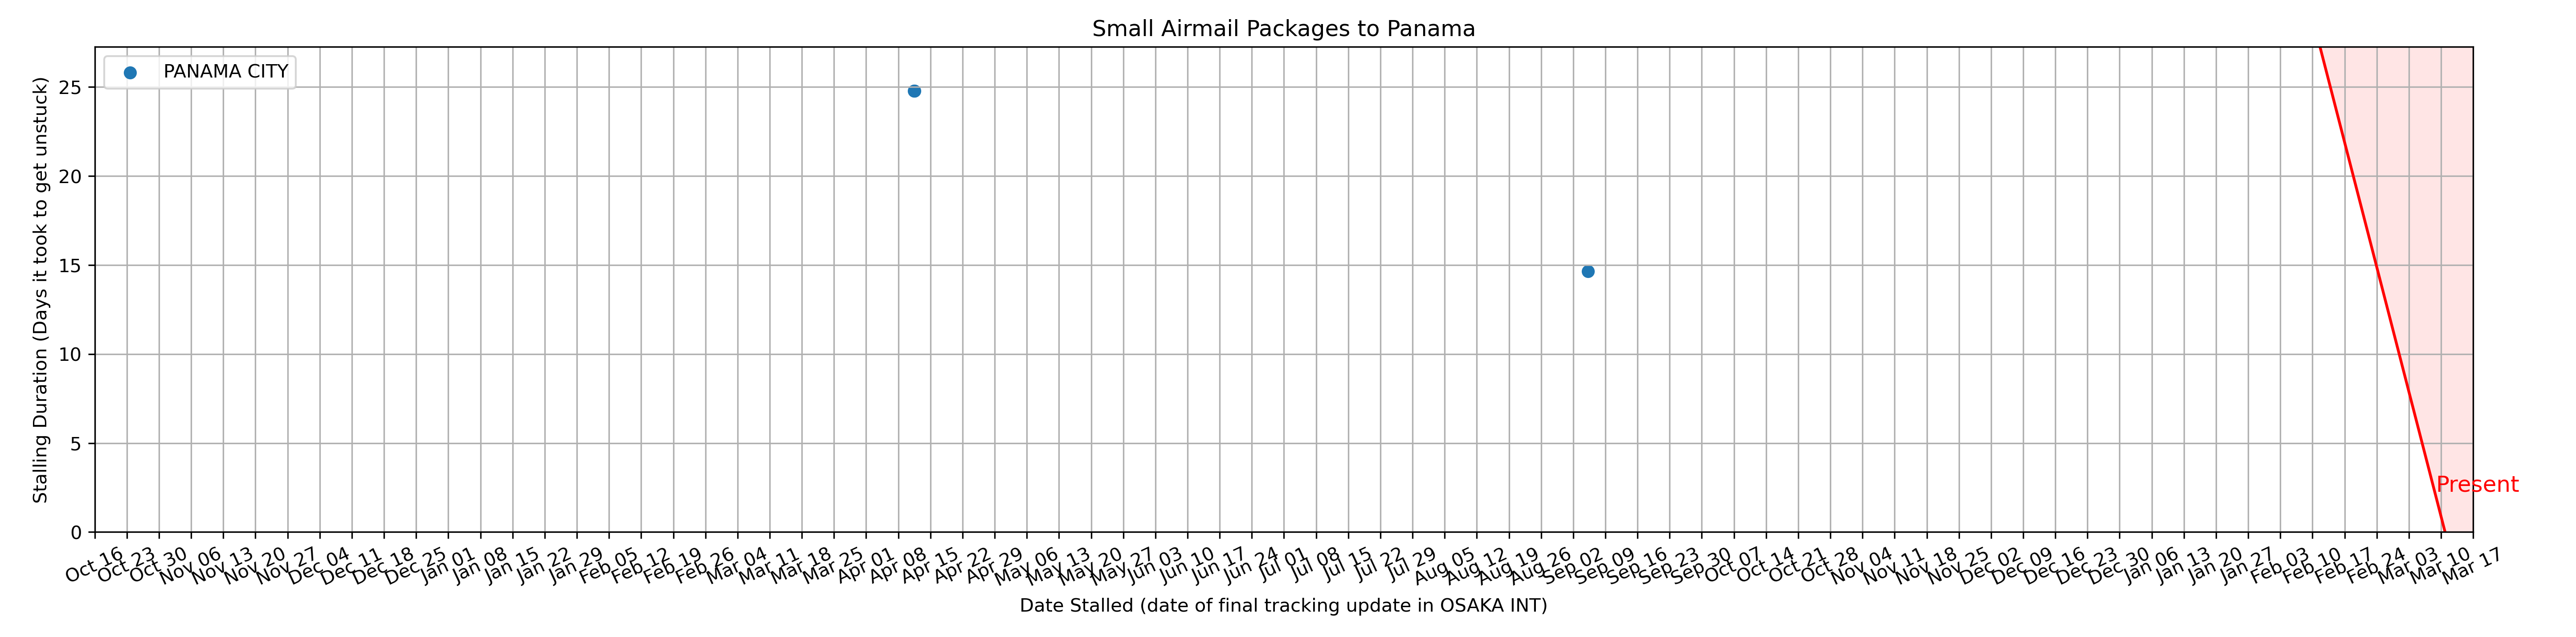 Small Airmail Packages to Panama
PANAMA CITY
Stalling Duration (Days it took to get unstuck)
25
20
15
10
5
0
Present
Oct 16 Oct 23 Oct 30 Nov 06 Nov 13 Nov 20 Nov 27 Dec 04 Dec 11 Dec 18 Dec 25 Jan 01 Jan 08 Jan 15 Jan 22 Jan 29 Feb 05 Feb 12 Feb 19 Feb 26 Mar 04 Mar 11 Mar 18 Mar 25 Apr 01 Apr 08 Apr 15 Apr 22 Apr 29 May 06 May 13 May 20 May 27 Jun 03 Jun 10 Jun 17 Jun 24 Jul 01 Jul 08 Jul 15 Jul 22 Jul 29 Aug 05 Aug 12 Aug 19 Aug 26 Sep 02 Sep 09 Sep 16 Sep 23 Sep 30 Oct 07 Oct 14 Oct 21 Oct 28 Nov 04 Nov 11 Nov 18 Nov 25 Dec 02 Dec 09 Dec 16 Dec 23 Dec 30 Jan 06 Jan 13 Jan 20 Jan 27 Feb 03 Feb 10 Feb 17 Feb 24 Mar 03 Mar 10 Mar 17
Date Stalled (date of final tracking update in OSAKA INT)